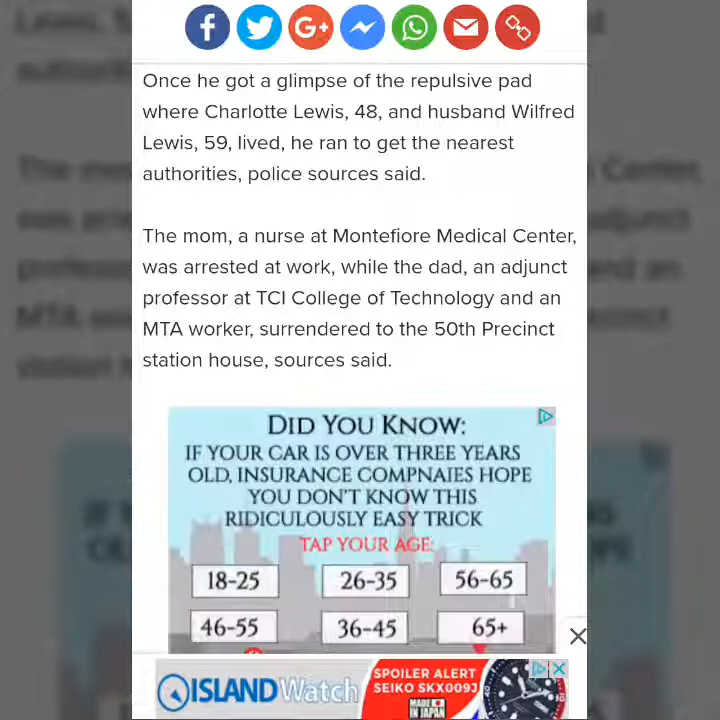 Once he got a glimpse of the repulsive pad
where Charlotte Lewis, 48, and husband Wilfred
Lewis, 59, lived, he ran to get the nearest
authorities, police sources said.
The mom, a nurse at Montefiore Medical Center,
was arrested at work, while the dad, an adjunct
professor at TCI College of Technology and an
MTA worker, surrendered to the 50th Precinct
station house, sources said.
DID YOU KNOW:
IF YOUR CAR IS OVER THREE YEARS
OLD, INSURANCE COMPNAIES HOPE
YOU DON'T KNOW THIS
RIDICULOUSLY EASY TRICK
TAP YOUR AGE:
18-25 26-35 56-65
46-55 36-45 65+
ISLAND Watch
SPOILER ALERT
SEIKO SKX009J
MADE IN JAPAN